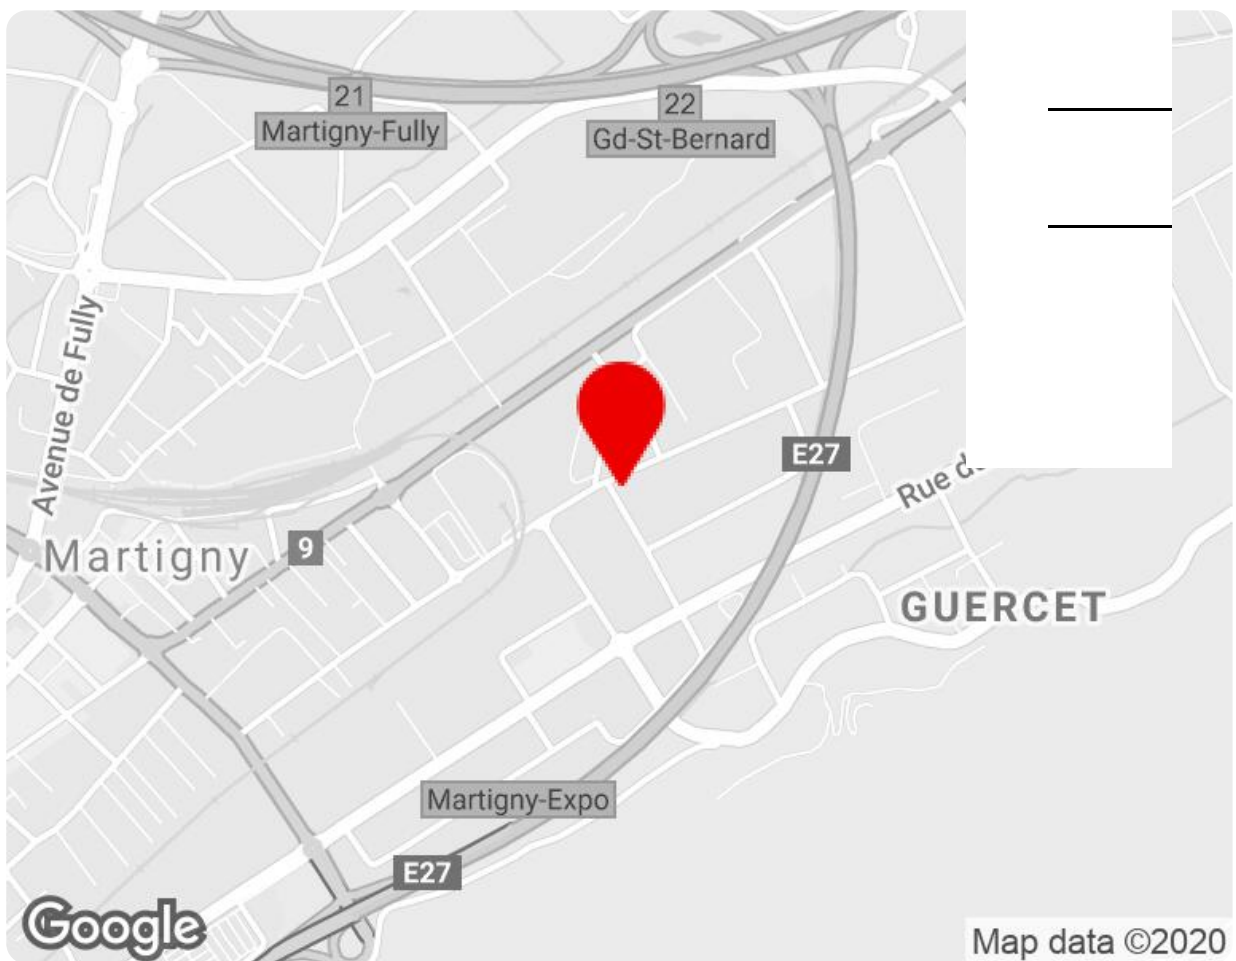 21
Martigny-Fully
22
Gd-St-Bernard
Avenue de Fully
E27
Rue
Martigny
9
GUERCET
Martigny-Expo
E27
Google
Map data ©2020